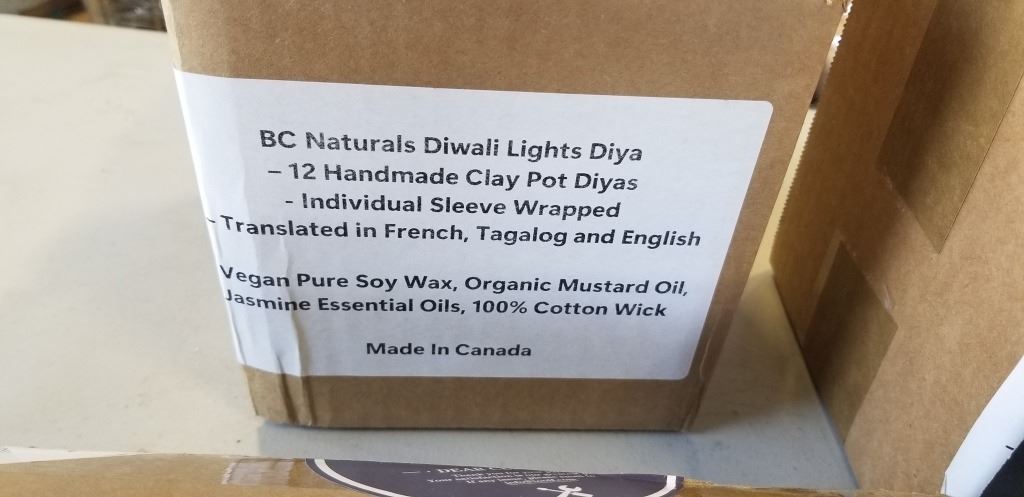 BC Naturals Diwali Lights Diya
– 12 Handmade Clay Pot Diyas
- Individual Sleeve Wrapped
- Translated in French, Tagalog and English
Vegan Pure Soy Wax, Organic Mustard Oil,
Jasmine Essential Oils, 100% Cotton Wick
Made In Canada